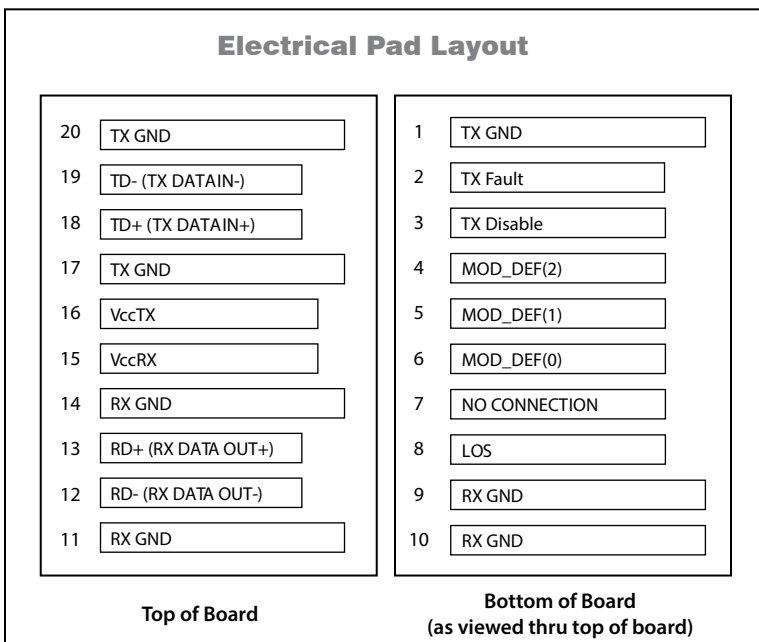 Electrical Pad Layout
20 TX GND
19 TD- (TX DATAIN-)
18 TD+ (TX DATAIN+)
17 TX GND
16 VccTX
15 VccRX
14 RX GND
13 RD+ (RX DATA OUT+)
12 RD- (RX DATA OUT-)
11 RX GND
Top of Board
1 TX GND
2 TX Fault
3 TX Disable
4 MOD_DEF(2)
5 MOD_DEF(1)
6 MOD_DEF(0)
7 NO CONNECTION
8 LOS
9 RX GND
10 RX GND
Bottom of Board
(as viewed thru top of board)